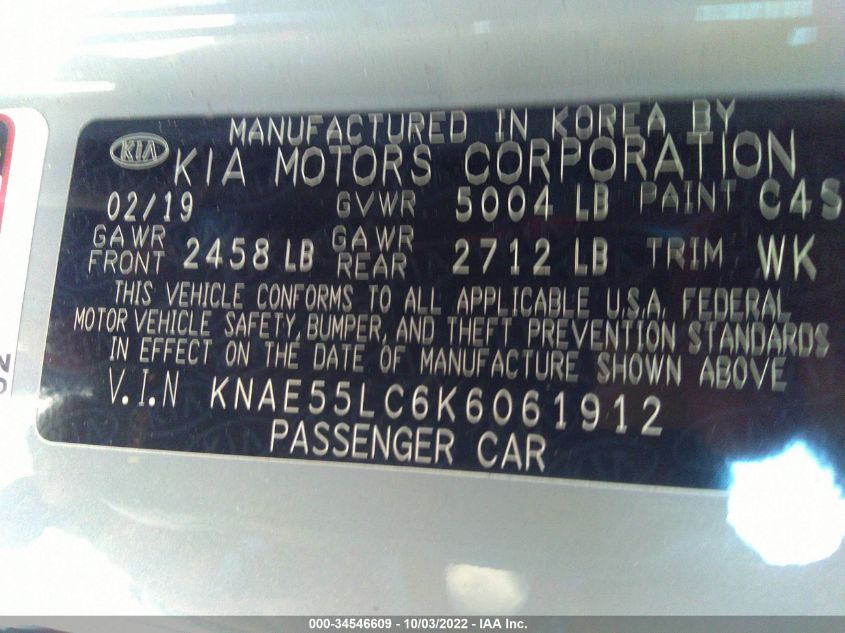 MANUFACTURED IN KOREA BY
KIA KIA MOTORS CORPORATION
02/19 GVWR 5004 LB PAINT C4S
GAWR FRONT 2458 LB GAWR REAR 2712 LB TRIM WK
THIS VEHICLE CONFORMS TO ALL APPLICABLE U.S.A. FEDERAL
MOTOR VEHICLE SAFETY, BUMPER, AND THEFT PREVENTION STANDARDS
IN EFFECT ON THE DATE OF MANUFACTURE SHOWN ABOVE
V.I.N KNAE55LC6K6061912
PASSENGER CAR
000-34546609 - 10/03/2022 - IAA Inc.